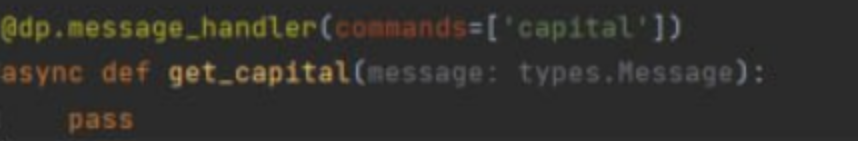 @dp.message_handler(commands=['capital'])
async def get_capital(message: types.Message):
    pass